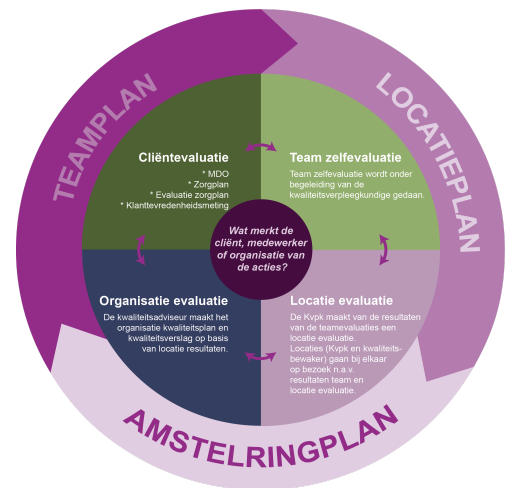 TEAMPLAN
LOCATIEPLAN
Cliëntevaluatie
* MDO
* Zorgplan
* Evaluatie zorgplan
* Klanttevredenheidsmeting
Team zelfevaluatie
Team zelfevaluatie wordt onder
begeleiding van de
kwaliteitsverpleegkundige gedaan.
Wat merkt de
cliënt, medewerker
of organisatie van
de acties?
Organisatie evaluatie
De kwaliteitsadviseur maakt het
organisatie kwaliteitsplan en
kwaliteitsverslag op basis
van locatie resultaten.
Locatie evaluatie
De Kvpk maakt van de resultaten
van de teamevaluaties een
locatie evaluatie.
Locaties (Kvpk en kwaliteits-
bewaker) gaan bij elkaar
op bezoek n.a.v.
resultaten team en
locatie evaluatie.
AMSTELRINGPLAN